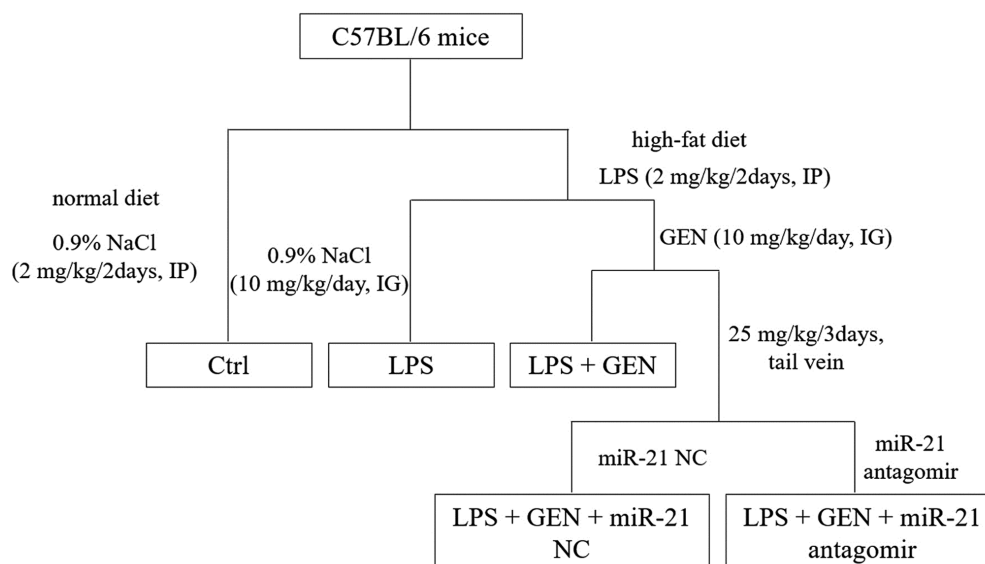 C57BL/6 mice
high-fat diet
LPS (2 mg/kg/2days, IP)
normal diet
0.9% NaCl
(2 mg/kg/2days, IP)
0.9% NaCl
(10 mg/kg/day, IG)
GEN (10 mg/kg/day, IG)
25 mg/kg/3days,
tail vein
Ctrl
LPS
LPS + GEN
miR-21 NC
miR-21
antagomir
LPS + GEN + miR-21
NC
LPS + GEN + miR-21
antagomir